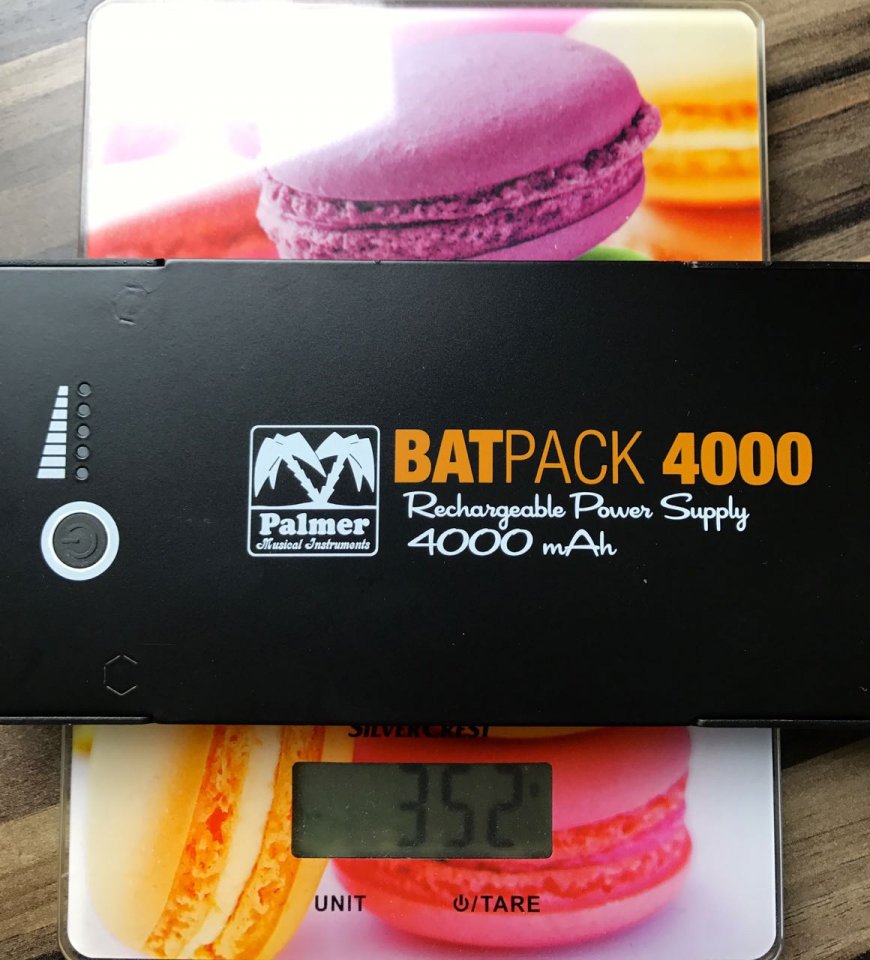 BATPACK 4000
Rechargeable Power Supply
4000 mAh
Palmer
Musical Instruments
SILVERCREST
352
UNIT
/TARE